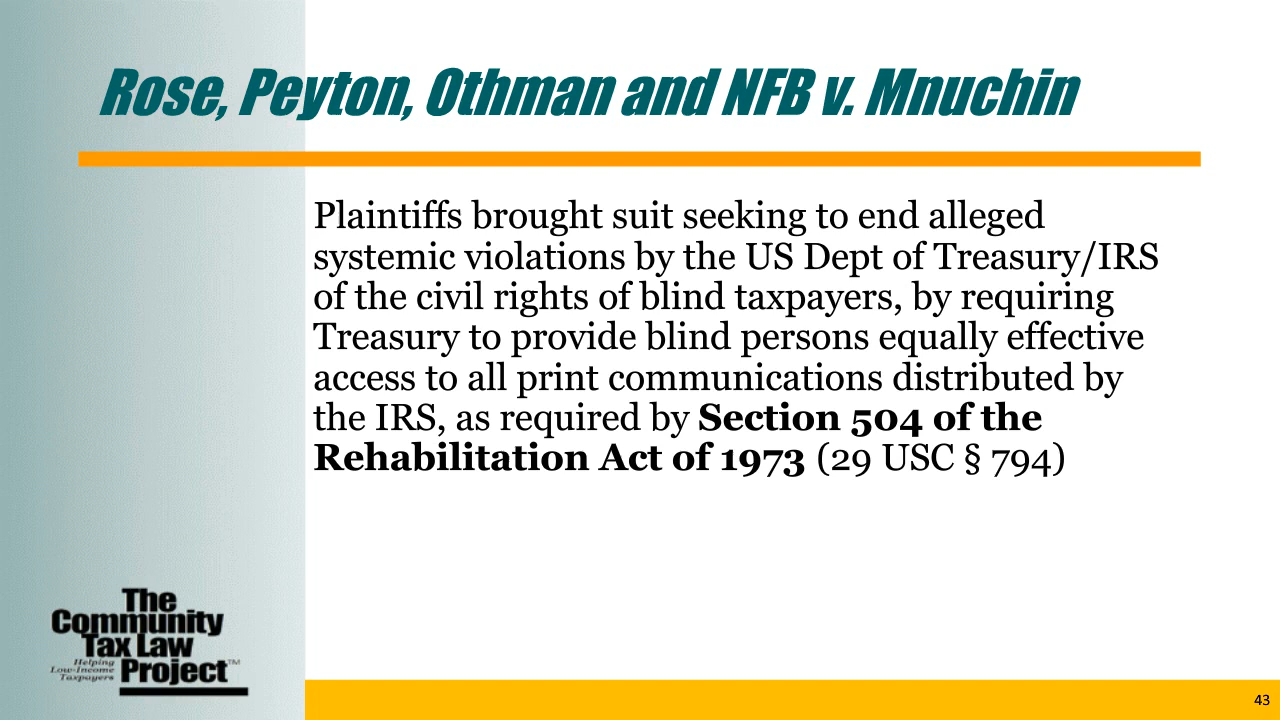 Rose, Peyton, Othman and NFB v. Mnuchin
Plaintiffs brought suit seeking to end alleged
systemic violations by the US Dept of Treasury/IRS
of the civil rights of blind taxpayers, by requiring
Treasury to provide blind persons equally effective
access to all print communications distributed by
the IRS, as required by Section 504 of the
Rehabilitation Act of 1973 (29 USC § 794)
The
Community
Tax Law
Helping
Low-Income
Taxpayers
Project™
43